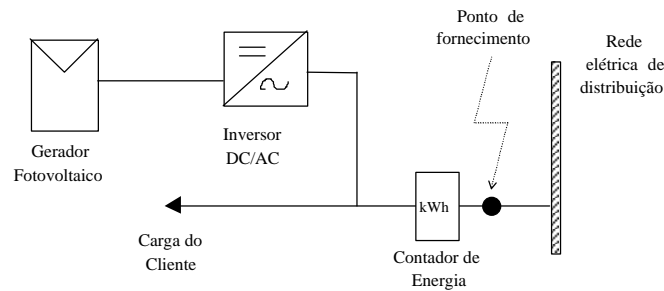 Ponto de
fornecimento
Rede
elétrica de
distribuição
Gerador
Fotovoltaico
Inversor
DC/AC
kWh
Carga do
Cliente
Contador de
Energia